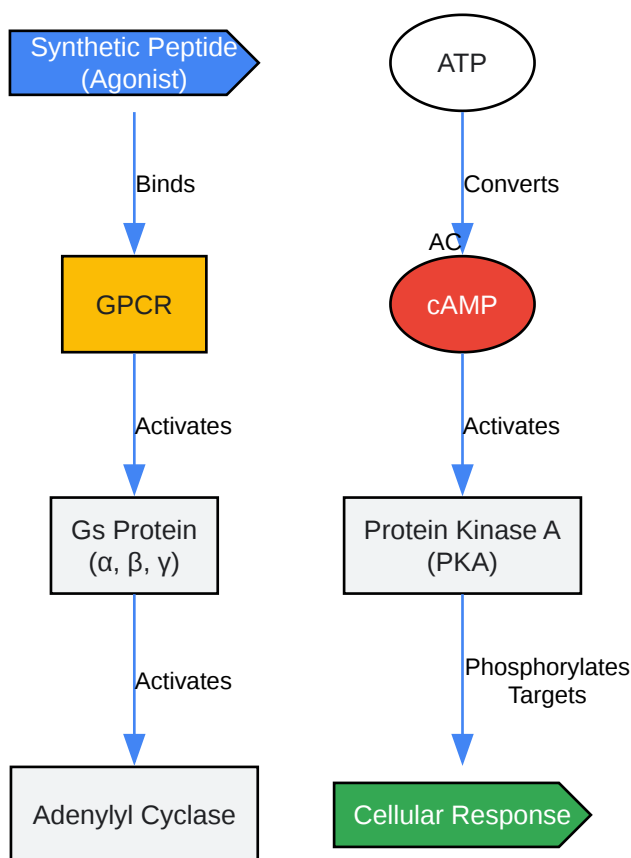 Synthetic Peptide
(Agonist)
Binds
GPCR
Activates
Gs Protein
(α, β, γ)
Activates
Adenylyl Cyclase
ATP
Converts
AC
cAMP
Activates
Protein Kinase A
(PKA)
Phosphorylates
Targets
Cellular Response